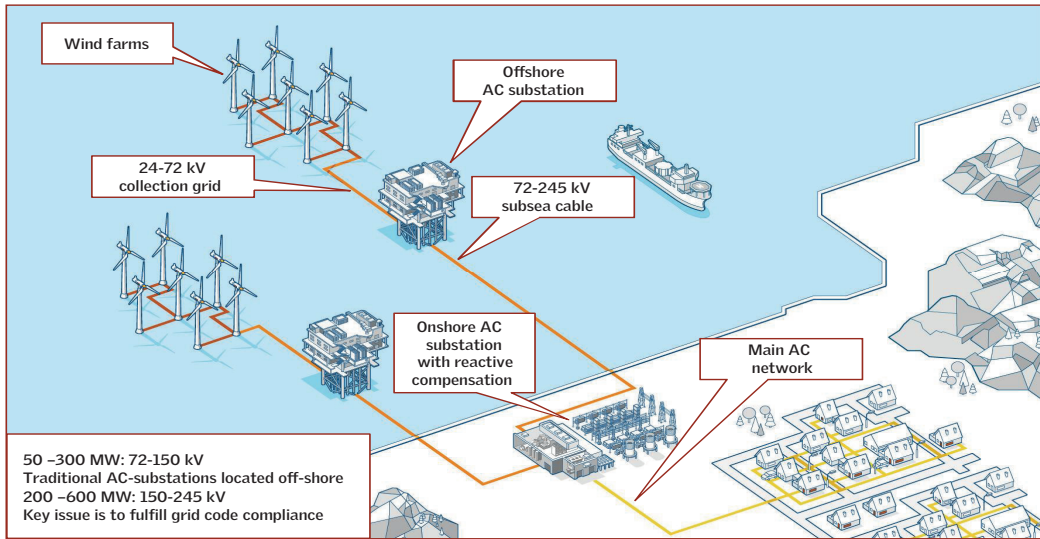 Wind farms
Offshore
AC substation
24-72 kV
collection grid
72-245 kV
subsea cable
Onshore AC
substation
with reactive
compensation
Main AC
network
50 –300 MW: 72-150 kV
Traditional AC-substations located off-shore
200 –600 MW: 150-245 kV
Key issue is to fulfill grid code compliance